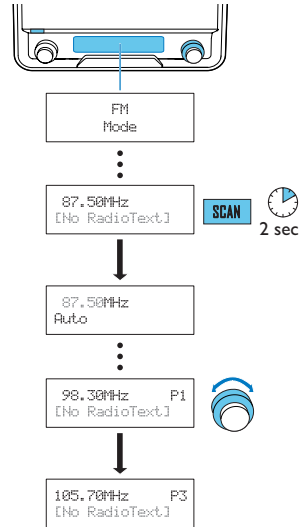 FM
Mode
87.50MHz
[No RadioText]
SCAN
2 sec
87.50MHz
Auto
98.30MHz P1
[No RadioText]
105.70MHz P3
[No RadioText]